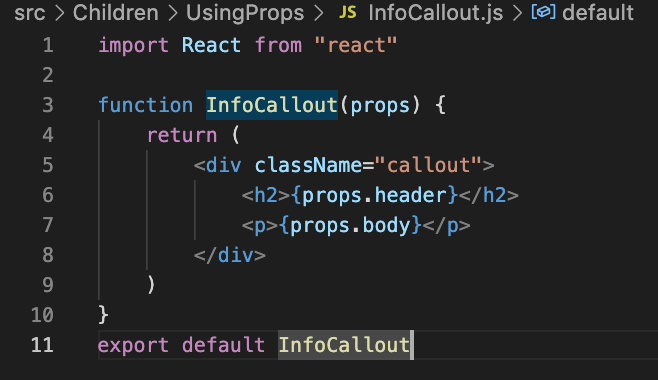 src > Children > UsingProps > JS InfoCallout.js > default
1 import React from "react"
2
3 function InfoCallout(props) {
4     return (
5         <div className="callout">
6             <h2>{props.header}</h2>
7             <p>{props.body}</p>
8         </div>
9     )
10 }
11 export default InfoCallout